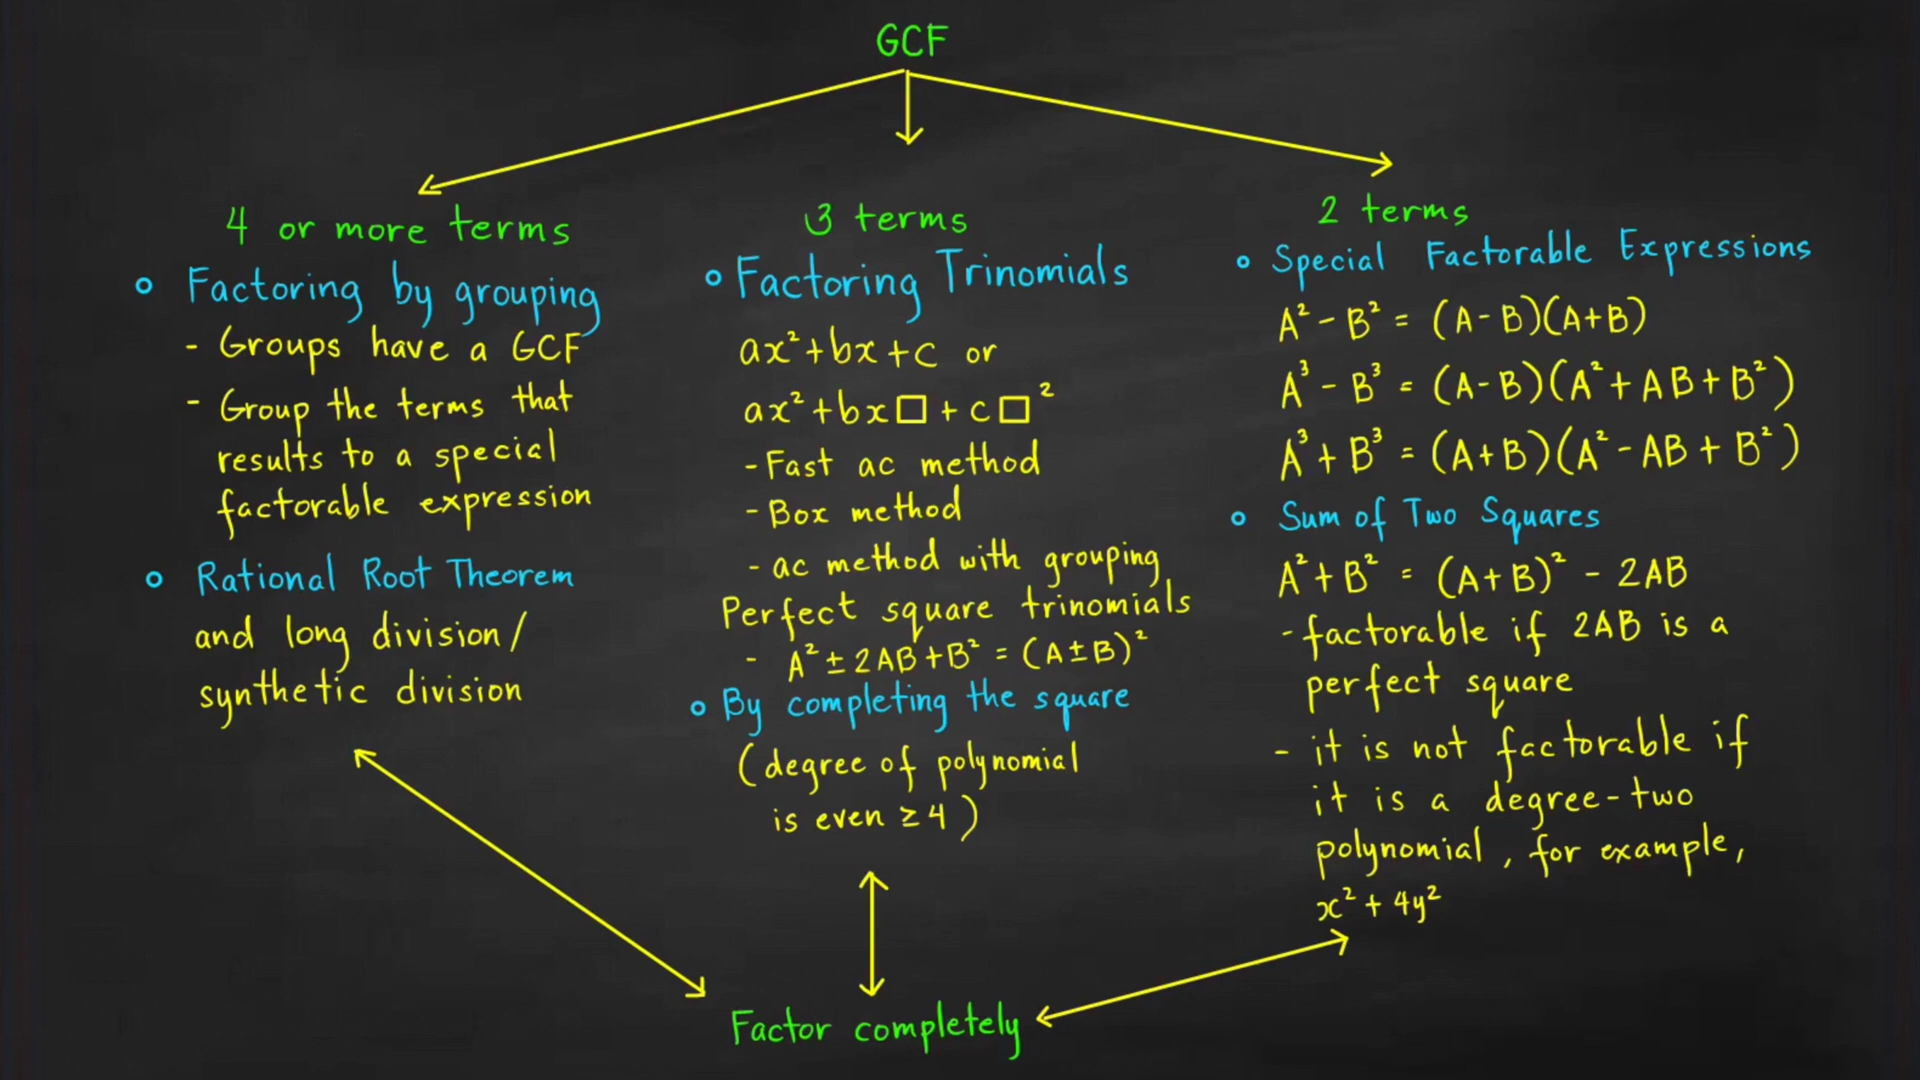 GCF
4 or more terms
∘ Factoring by grouping
- Groups have a GCF
- Group the terms that
results to a special
factorable expression
∘ Rational Root Theorem
and long division/
synthetic division
3 terms
∘ Factoring Trinomials
ax² + bx + c or
ax² + bx□ + c□²
- Fast ac method
- Box method
- ac method with grouping
Perfect square trinomials
- A² ± 2AB + B² = (A ± B)²
∘ By completing the square
(degree of polynomial
is even ≥ 4)
2 terms
∘ Special Factorable Expressions
A² - B² = (A - B)(A + B)
A³ - B³ = (A - B)(A² + AB + B²)
A³ + B³ = (A + B)(A² - AB + B²)
∘ Sum of Two Squares
A² + B² = (A + B)² - 2AB
- factorable if 2AB is a
perfect square
- it is not factorable if
it is a degree-two
polynomial, for example,
x² + 4y²
Factor completely